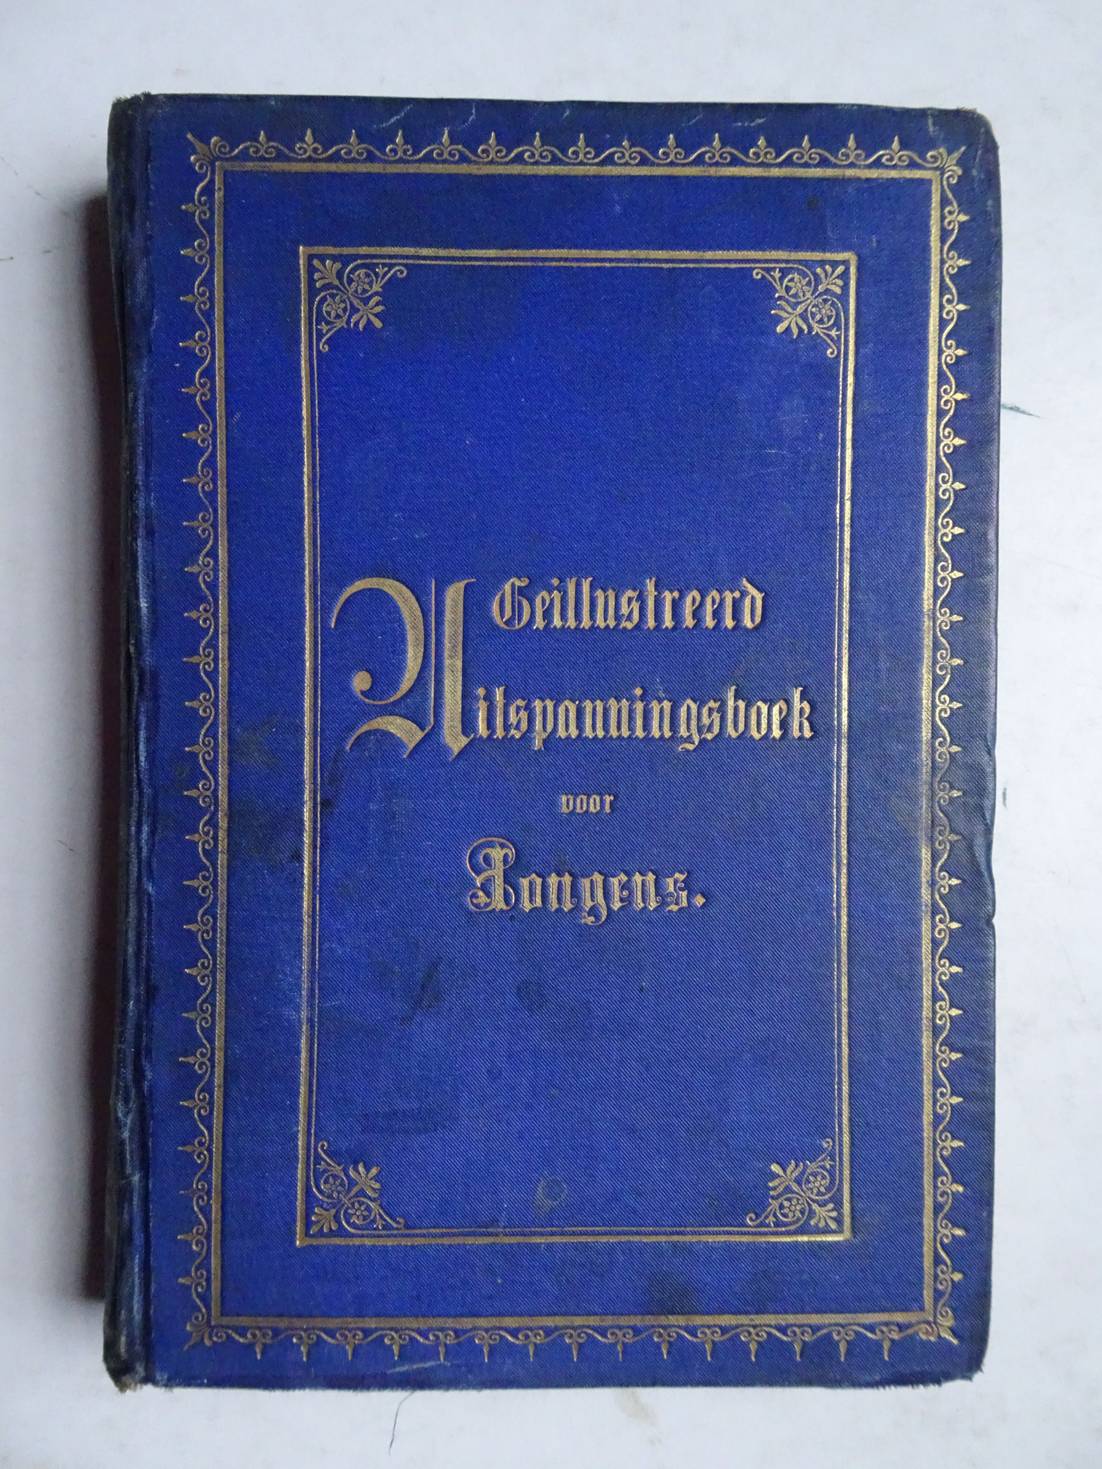 Geillustreerd
Uitspanningsboek
voor
Jongens.